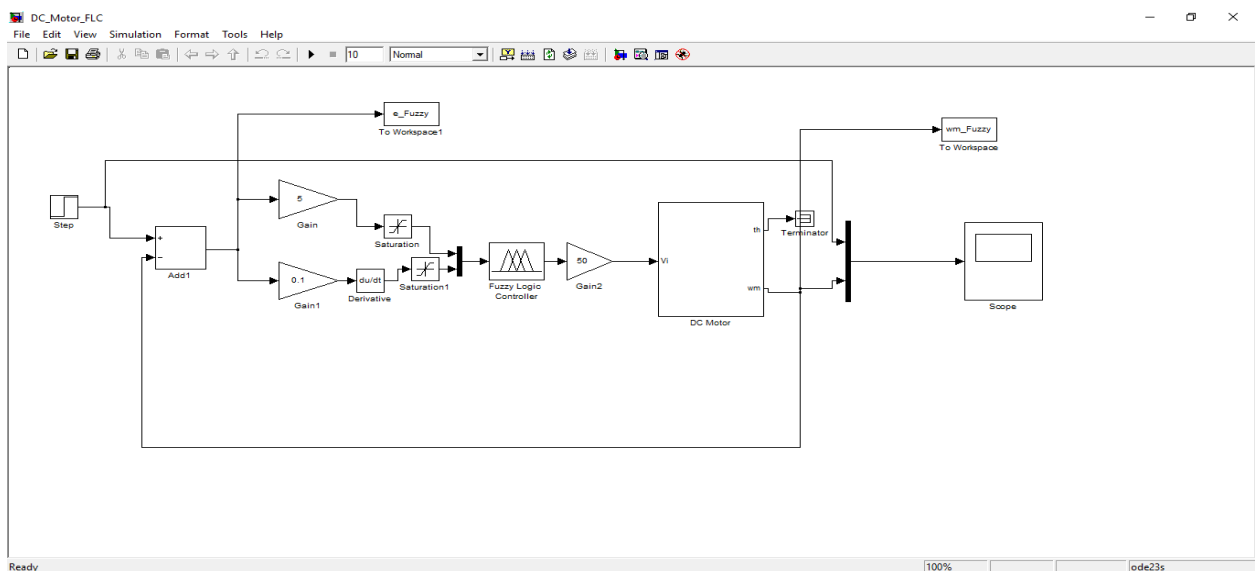 DC_Motor_FLC
File Edit View Simulation Format Tools Help
10 Normal
e_Fuzzy
To Workspace1
wm_Fuzzy
To Workspace
Step
+
−
Add1
5
Gain
Saturation
0.1
Gain1
du/dt
Derivative
Saturation1
Fuzzy Logic
Controller
50
Gain2
Vi
th
wm
DC Motor
Terminator
Scope
Ready 100% ode23s